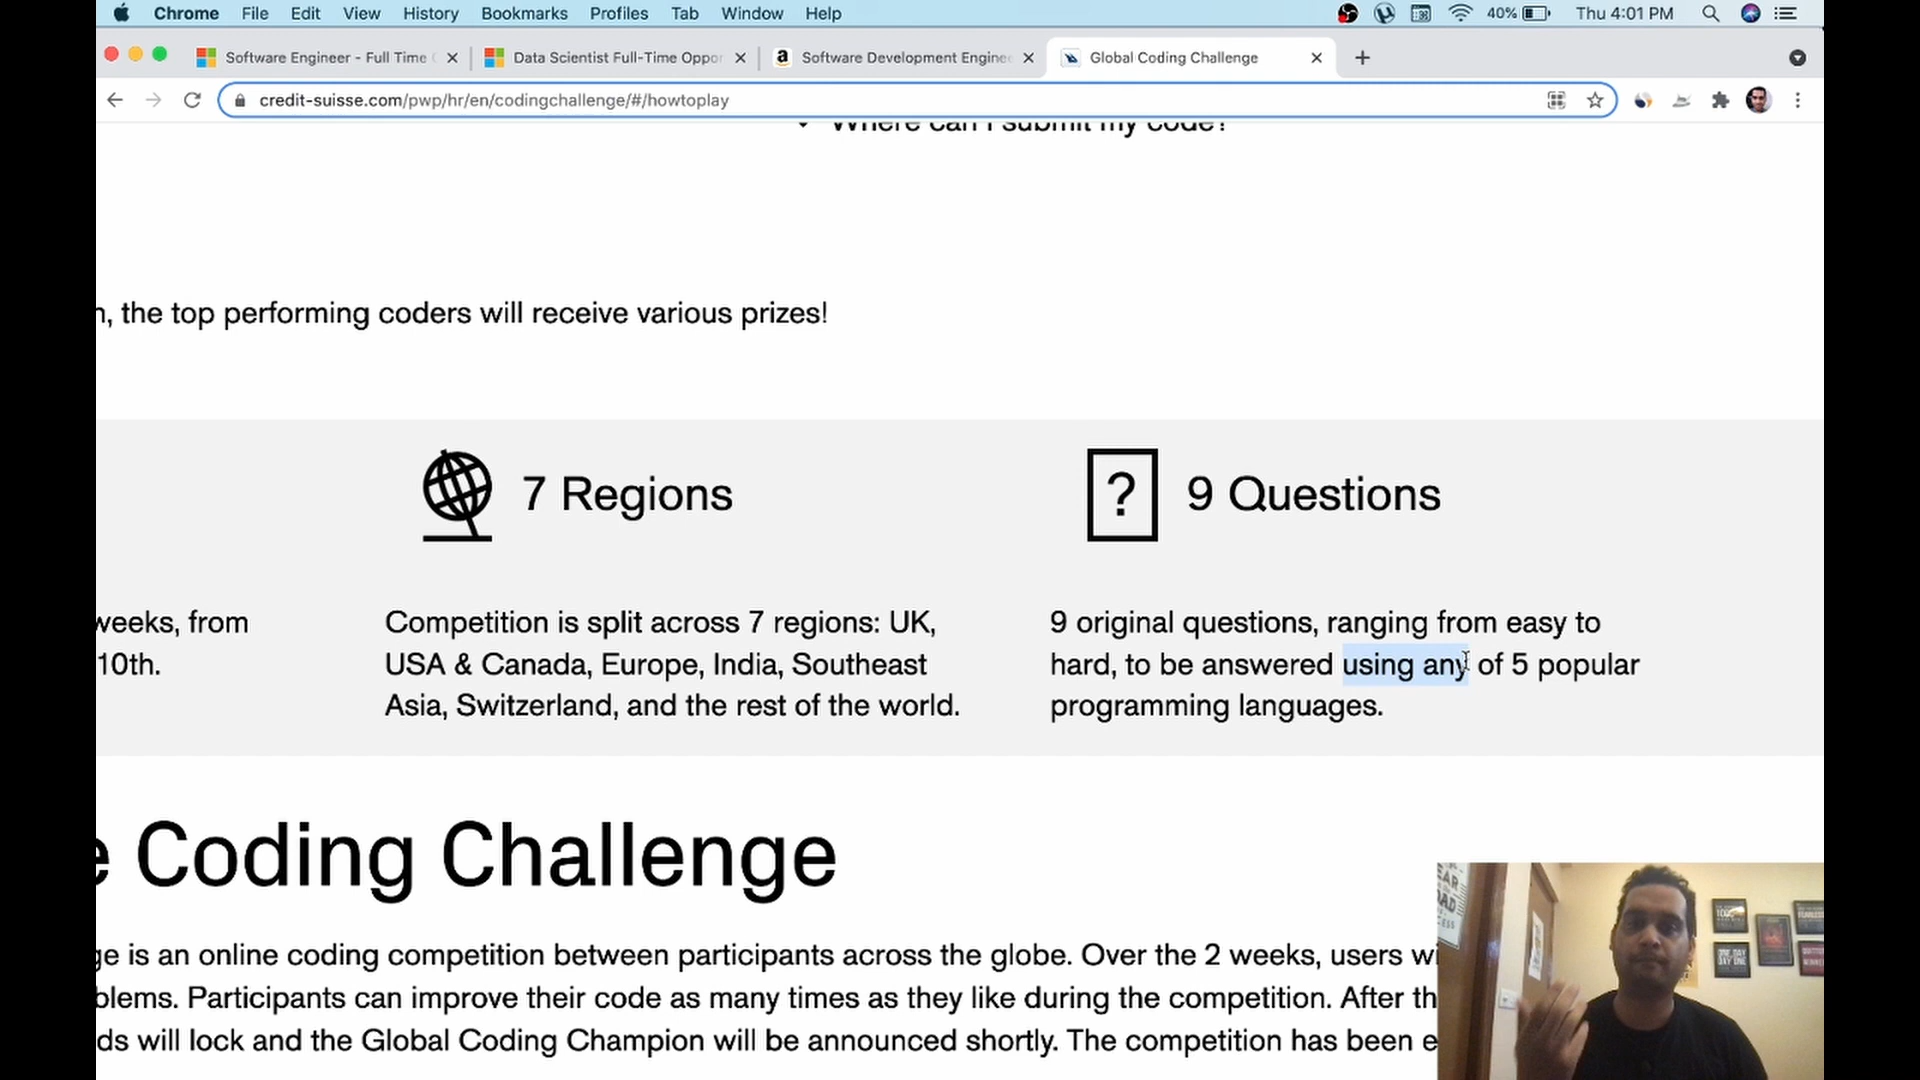 Chrome File Edit View History Bookmarks Profiles Tab Window Help 40% Thu 4:01 PM
Software Engineer - Full Time Data Scientist Full-Time Oppor Software Development Enginee Global Coding Challenge
credit-suisse.com/pwp/hr/en/codingchallenge/#/howtoplay
Where can I submit my code?
n, the top performing coders will receive various prizes!
7 Regions
9 Questions
weeks, from
10th.
Competition is split across 7 regions: UK,
USA & Canada, Europe, India, Southeast
Asia, Switzerland, and the rest of the world.
9 original questions, ranging from easy to
hard, to be answered using any of 5 popular
programming languages.
e Coding Challenge
ge is an online coding competition between participants across the globe. Over the 2 weeks, users wi
blems. Participants can improve their code as many times as they like during the competition. After th
ds will lock and the Global Coding Champion will be announced shortly. The competition has been e